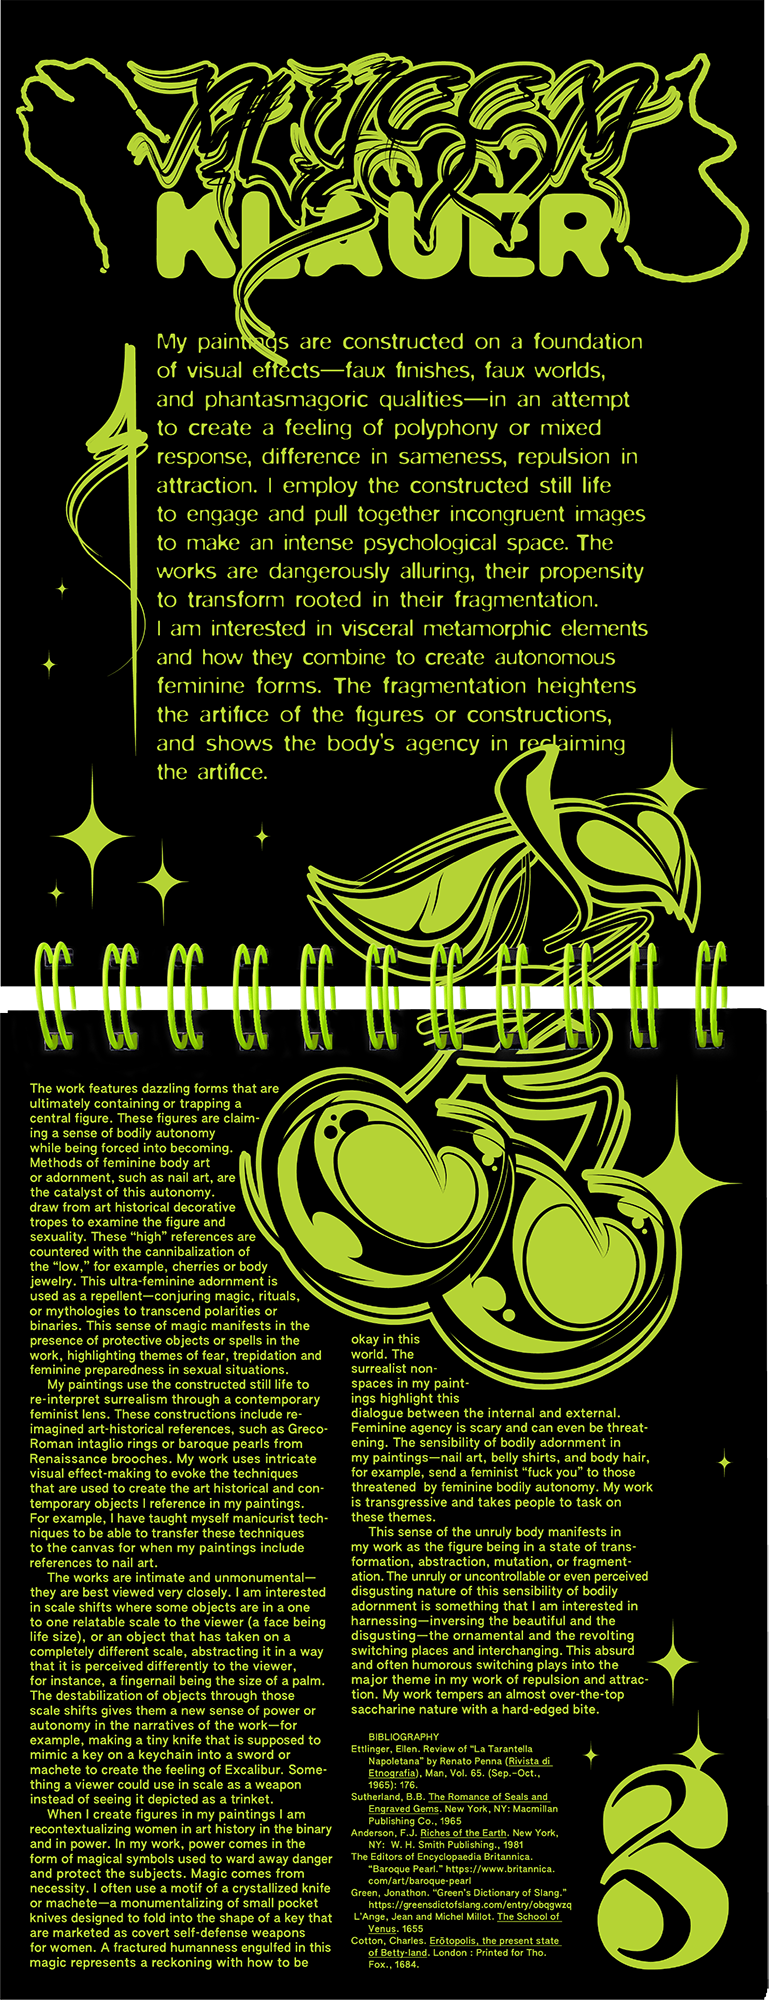 ALYSSA
KLAUER
My paintings are constructed on a foundation
of visual effects—faux finishes, faux worlds,
and phantasmagoric qualities—in an attempt
to create a feeling of polyphony or mixed
response, difference in sameness, repulsion in
attraction. I employ the constructed still life
to engage and pull together incongruent images
to make an intense psychological space. The
works are dangerously alluring, their propensity
to transform rooted in their fragmentation.
I am interested in visceral metamorphic elements
and how they combine to create autonomous
feminine forms. The fragmentation heightens
the artifice of the figures or constructions,
and shows the body's agency in reclaiming
the artifice.
The work features dazzling forms that are
ultimately containing or trapping a
central figure. These figures are claim-
ing a sense of bodily autonomy
while being forced into becoming.
Methods of feminine body art
or adornment, such as nail art, are
the catalyst of this autonomy.
draw from art historical decorative
tropes to examine the figure and
sexuality. These “high” references are
countered with the cannibalization of
the “low,” for example, cherries or body
jewelry. This ultra-feminine adornment is
used as a repellent—conjuring magic, rituals,
or mythologies to transcend polarities or
binaries. This sense of magic manifests in the
presence of protective objects or spells in the
work, highlighting themes of fear, trepidation and
feminine preparedness in sexual situations.
My paintings use the constructed still life to
re-interpret surrealism through a contemporary
feminist lens. These constructions include re-
imagined art-historical references, such as Greco-
Roman intaglio rings or baroque pearls from
Renaissance brooches. My work uses intricate
visual effect-making to evoke the techniques
that are used to create the art historical and con-
temporary objects I reference in my paintings.
For example, I have taught myself manicurist tech-
niques to be able to transfer these techniques
to the canvas for when my paintings include
references to nail art.
The works are intimate and unmonumental—
they are best viewed very closely. I am interested
in scale shifts where some objects are in a one
to one relatable scale to the viewer (a face being
life size), or an object that has taken on a
completely different scale, abstracting it in a way
that it is perceived differently to the viewer,
for instance, a fingernail being the size of a palm.
The destabilization of objects through those
scale shifts gives them a new sense of power or
autonomy in the narratives of the work—for
example, making a tiny knife that is supposed to
mimic a key on a keychain into a sword or
machete to create the feeling of Excalibur. Some-
thing a viewer could use in scale as a weapon
instead of seeing it depicted as a trinket.
When I create figures in my paintings I am
recontextualizing women in art history in the binary
and in power. In my work, power comes in the
form of magical symbols used to ward away danger
and protect the subjects. Magic comes from
necessity. I often use a motif of a crystallized knife
or machete—a monumentalizing of small pocket
knives designed to fold into the shape of a key that
are marketed as covert self-defense weapons
for women. A fractured humanness engulfed in this
magic represents a reckoning with how to be
okay in this
world. The
surrealist non-
spaces in my paint-
ings highlight this
dialogue between the internal and external.
Feminine agency is scary and can even be threat-
ening. The sensibility of bodily adornment in
my paintings—nail art, belly shirts, and body hair,
for example, send a feminist “fuck you” to those
threatened by feminine bodily autonomy. My work
is transgressive and takes people to task on
these themes.
This sense of the unruly body manifests in
my work as the figure being in a state of trans-
formation, abstraction, mutation, or fragment-
ation. The unruly or uncontrollable or even perceived
disgusting nature of this sensibility of bodily
adornment is something that I am interested in
harnessing—inversing the beautiful and the
disgusting—the ornamental and the revolting
switching places and interchanging. This absurd
and often humorous switching plays into the
major theme in my work of repulsion and attrac-
tion. My work tempers an almost over-the-top
saccharine nature with a hard-edged bite.
BIBLIOGRAPHY
Ettlinger, Ellen. Review of “La Tarantella
Napoletana” by Renato Penna (Rivista di
Etnografia), Man, Vol. 65. (Sep.–Oct.,
1965): 176.
Sutherland, B.B. The Romance of Seals and
Engraved Gems. New York, NY: Macmillan
Publishing Co., 1965
Anderson, F.J. Riches of the Earth. New York,
NY: W. H. Smith Publishing., 1981
The Editors of Encyclopaedia Britannica.
“Baroque Pearl.” https://www.britannica.
com/art/baroque-pearl
Green, Jonathon. “Green's Dictionary of Slang.”
https://greensdictofslang.com/entry/obqgwzq
L'Ange, Jean and Michel Millot. The School of
Venus. 1655
Cotton, Charles. Erōtopolis, the present state
of Betty-land. London : Printed for Tho.
Fox., 1684.